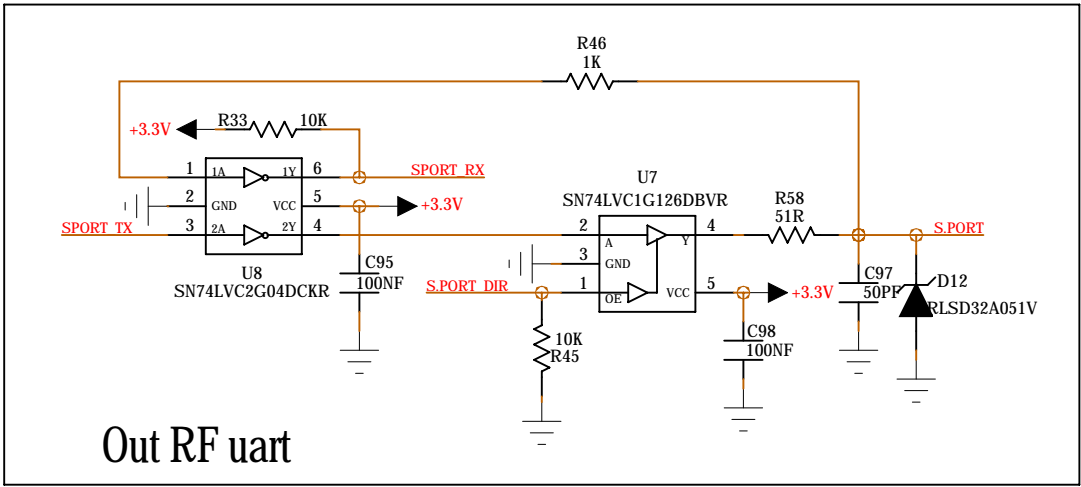 R46
1K
+3.3V
R33
10K
1
1A
1Y
6
SPORT_RX
2
GND
VCC
5
+3.3V
SPORT_TX
3
2A
2Y
4
U8
SN74LVC2G04DCKR
C95
100NF
U7
SN74LVC1G126DBVR
2
A
Y
4
3
GND
S.PORT_DIR
1
OE
VCC
5
+3.3V
R58
51R
S.PORT
C97
50PF
D12
RLSD32A051V
10K
R45
C98
100NF
Out RF uart